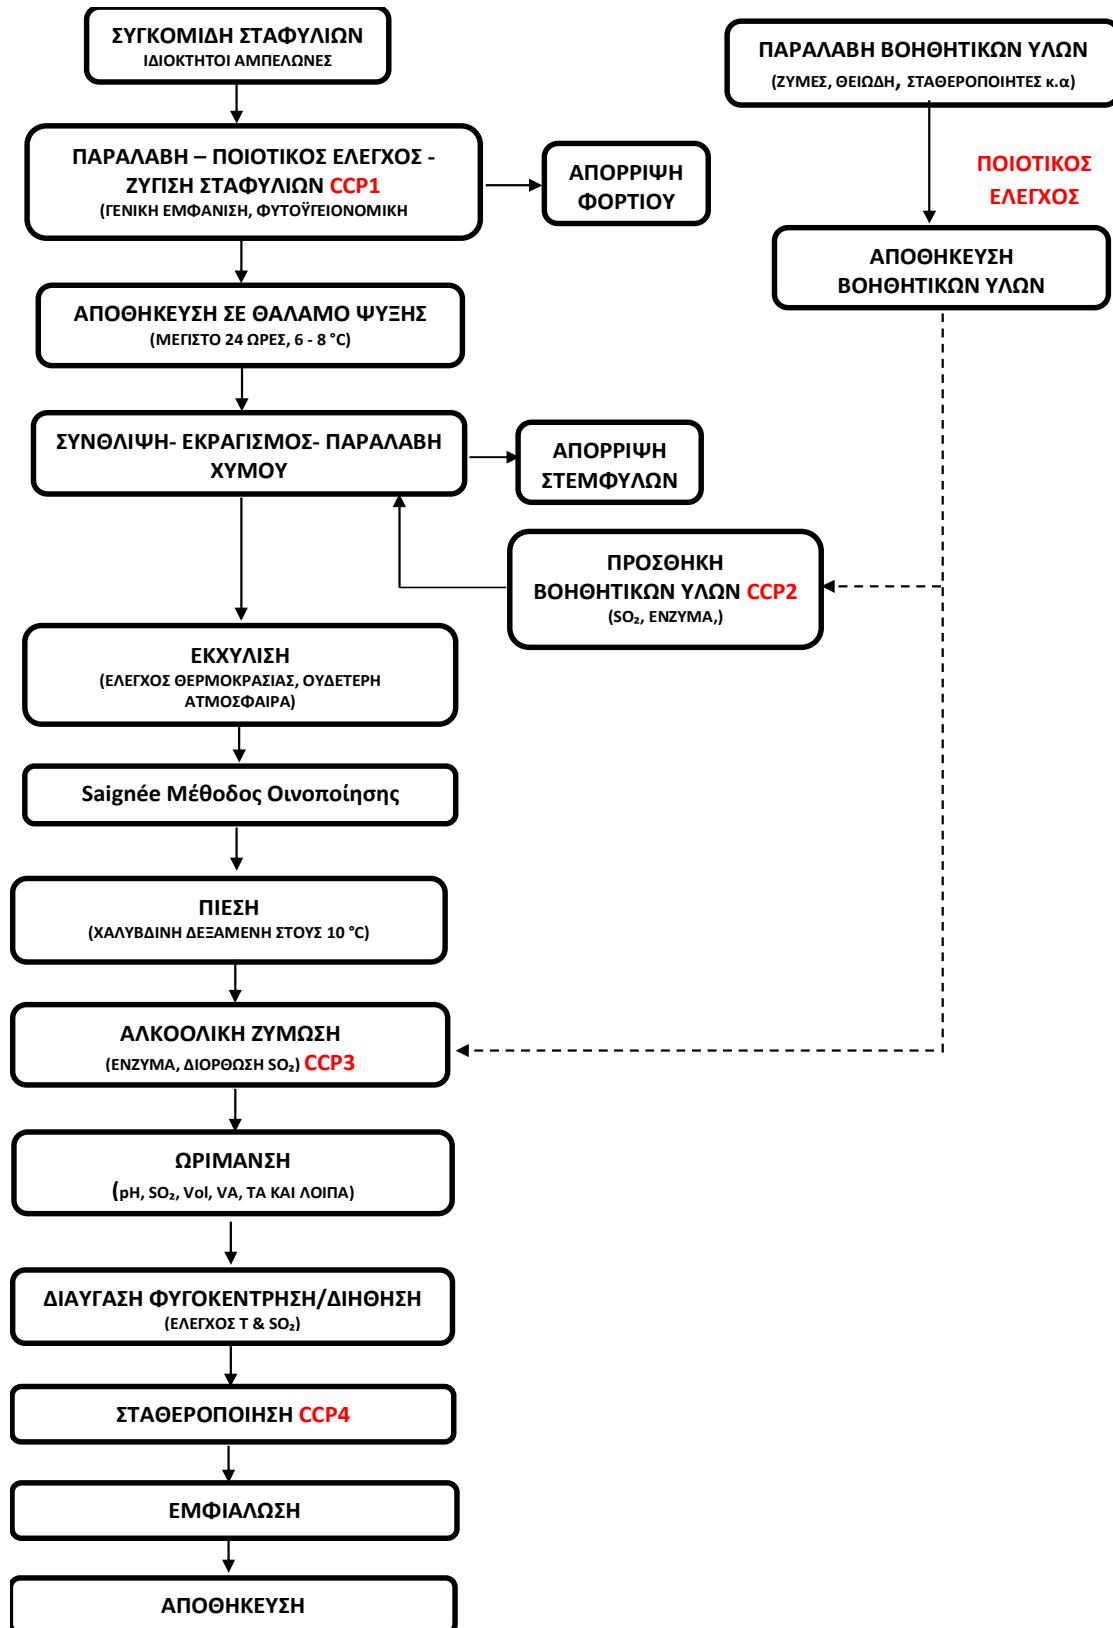 ΣΥΓΚΟΜΙΔΗ ΣΤΑΦΥΛΙΩΝ
ΙΔΙΟΚΤΗΤΟΙ ΑΜΠΕΛΩΝΕΣ
ΠΑΡΑΛΑΒΗ ΒΟΗΘΗΤΙΚΩΝ ΥΛΩΝ
(ΖΥΜΕΣ, ΘΕΙΩΔΗ, ΣΤΑΘΕΡΟΠΟΙΗΤΕΣ κ.α)
ΠΑΡΑΛΑΒΗ – ΠΟΙΟΤΙΚΟΣ ΕΛΕΓΧΟΣ -
ΖΥΓΙΣΗ ΣΤΑΦΥΛΙΩΝ CCP1
(ΓΕΝΙΚΗ ΕΜΦΑΝΙΣΗ, ΦΥΤΟΫΓΕΙΟΝΟΜΙΚΗ
ΑΠΟΡΡΙΨΗ
ΦΟΡΤΙΟΥ
ΠΟΙΟΤΙΚΟΣ
ΕΛΕΓΧΟΣ
ΑΠΟΘΗΚΕΥΣΗ
ΒΟΗΘΗΤΙΚΩΝ ΥΛΩΝ
ΑΠΟΘΗΚΕΥΣΗ ΣΕ ΘΑΛΑΜΟ ΨΥΞΗΣ
(ΜΕΓΙΣΤΟ 24 ΩΡΕΣ, 6 - 8 °C)
ΣΥΝΘΛΙΨΗ- ΕΚΡΑΓΙΣΜΟΣ- ΠΑΡΑΛΑΒΗ
ΧΥΜΟΥ
ΑΠΟΡΡΙΨΗ
ΣΤΕΜΦΥΛΩΝ
ΠΡΟΣΘΗΚΗ
ΒΟΗΘΗΤΙΚΩΝ ΥΛΩΝ CCP2
(SO₂, ΕΝΖΥΜΑ,)
ΕΚΧΥΛΙΣΗ
(ΕΛΕΓΧΟΣ ΘΕΡΜΟΚΡΑΣΙΑΣ, ΟΥΔΕΤΕΡΗ
ΑΤΜΟΣΦΑΙΡΑ)
Saignée Μέθοδος Οινοποίησης
ΠΙΕΣΗ
(ΧΑΛΥΒΔΙΝΗ ΔΕΞΑΜΕΝΗ ΣΤΟΥΣ 10 °C)
ΑΛΚΟΟΛΙΚΗ ΖΥΜΩΣΗ
(ΕΝΖΥΜΑ, ΔΙΟΡΘΩΣΗ SO₂) CCP3
ΩΡΙΜΑΝΣΗ
(pH, SO₂, Vol, VA, TA ΚΑΙ ΛΟΙΠΑ)
ΔΙΑΥΓΑΣΗ ΦΥΓΟΚΕΝΤΡΗΣΗ/ΔΙΗΘΗΣΗ
(ΕΛΕΓΧΟΣ Τ & SO₂)
ΣΤΑΘΕΡΟΠΟΙΗΣΗ CCP4
ΕΜΦΙΑΛΩΣΗ
ΑΠΟΘΗΚΕΥΣΗ